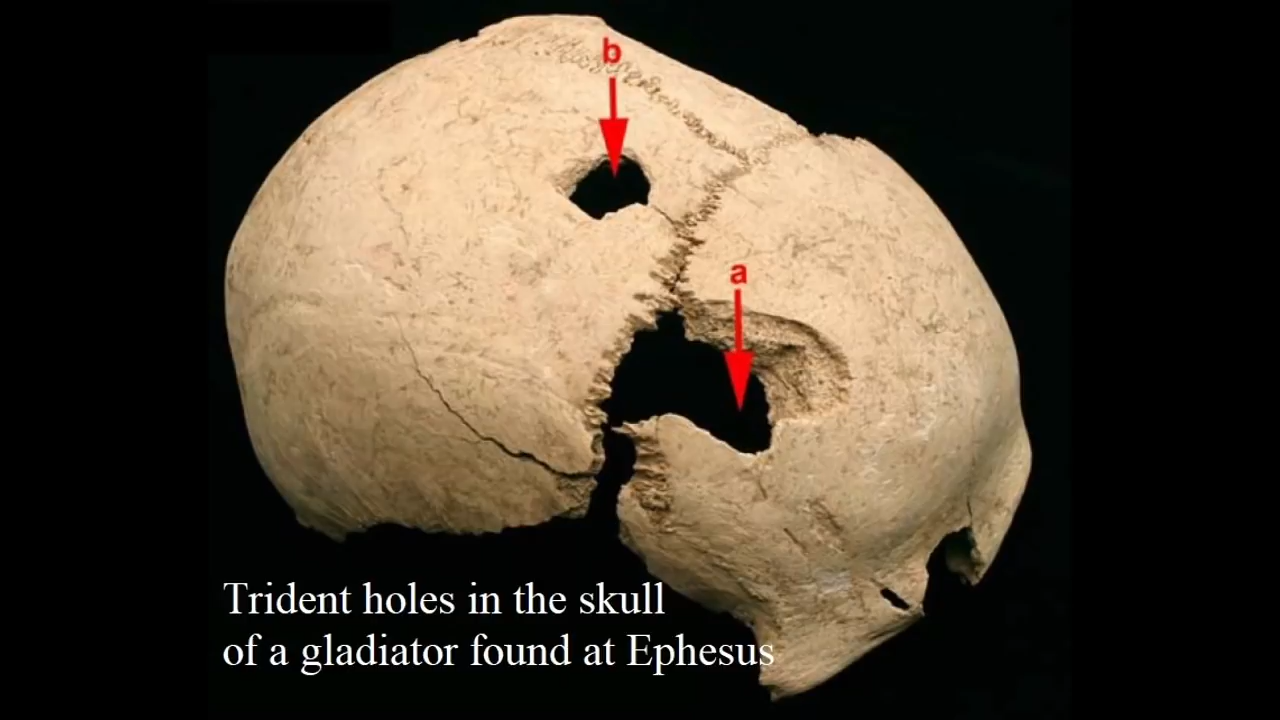 b
a
Trident holes in the skull
of a gladiator found at Ephesus